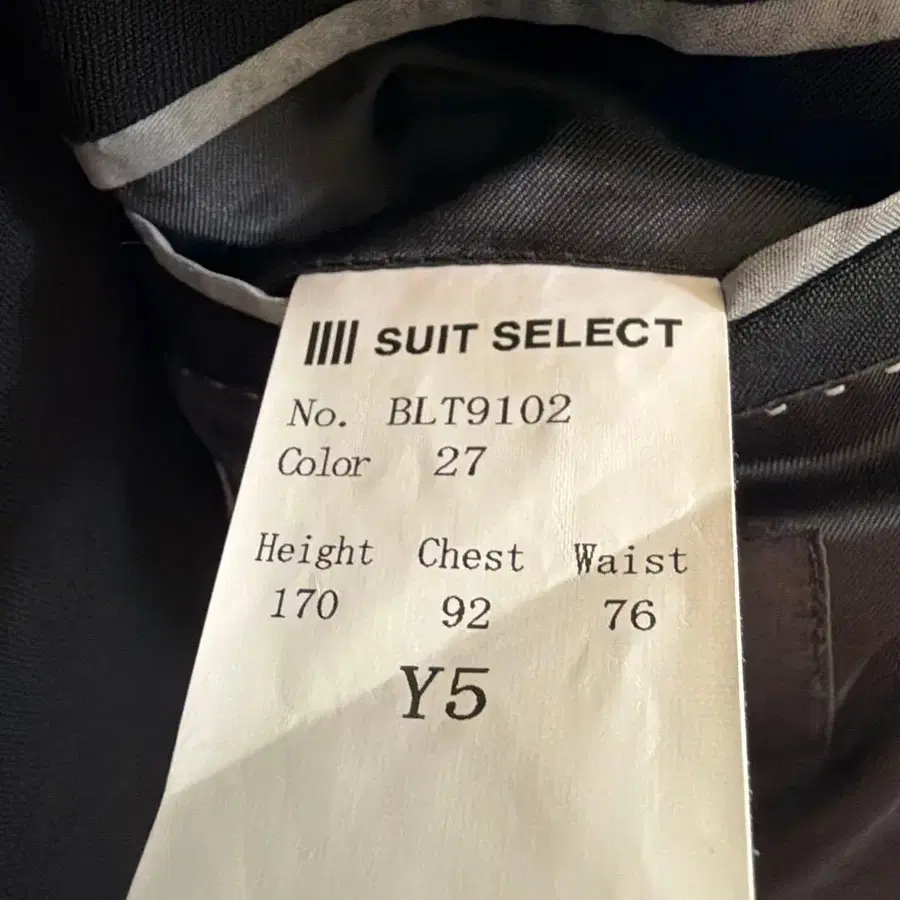 SUIT SELECT
No. BLT9102
Color 27
Height Chest Waist
170 92 76
Y5